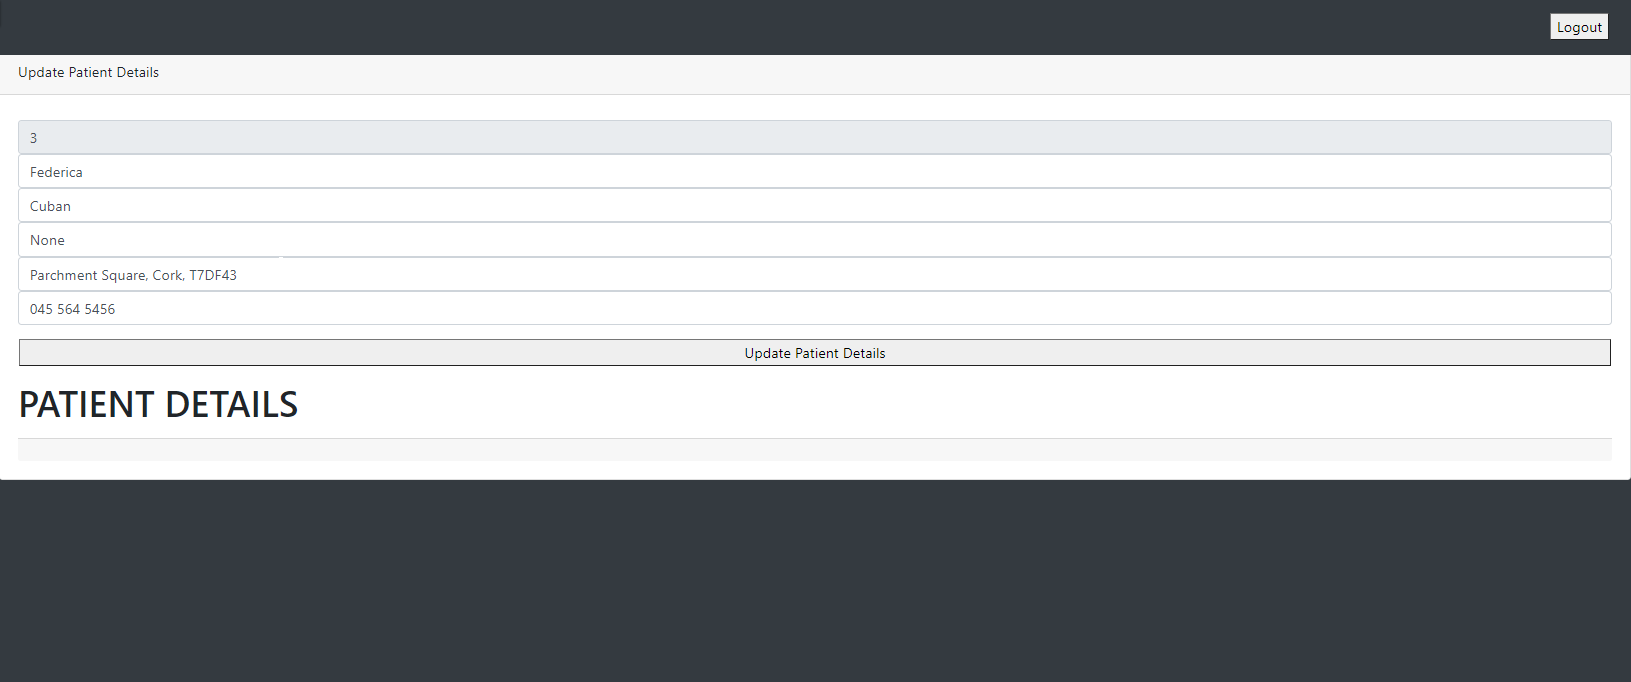 Logout
Update Patient Details
3
Federica
Cuban
None
Parchment Square, Cork, T7DF43
045 564 5456
Update Patient Details
PATIENT DETAILS